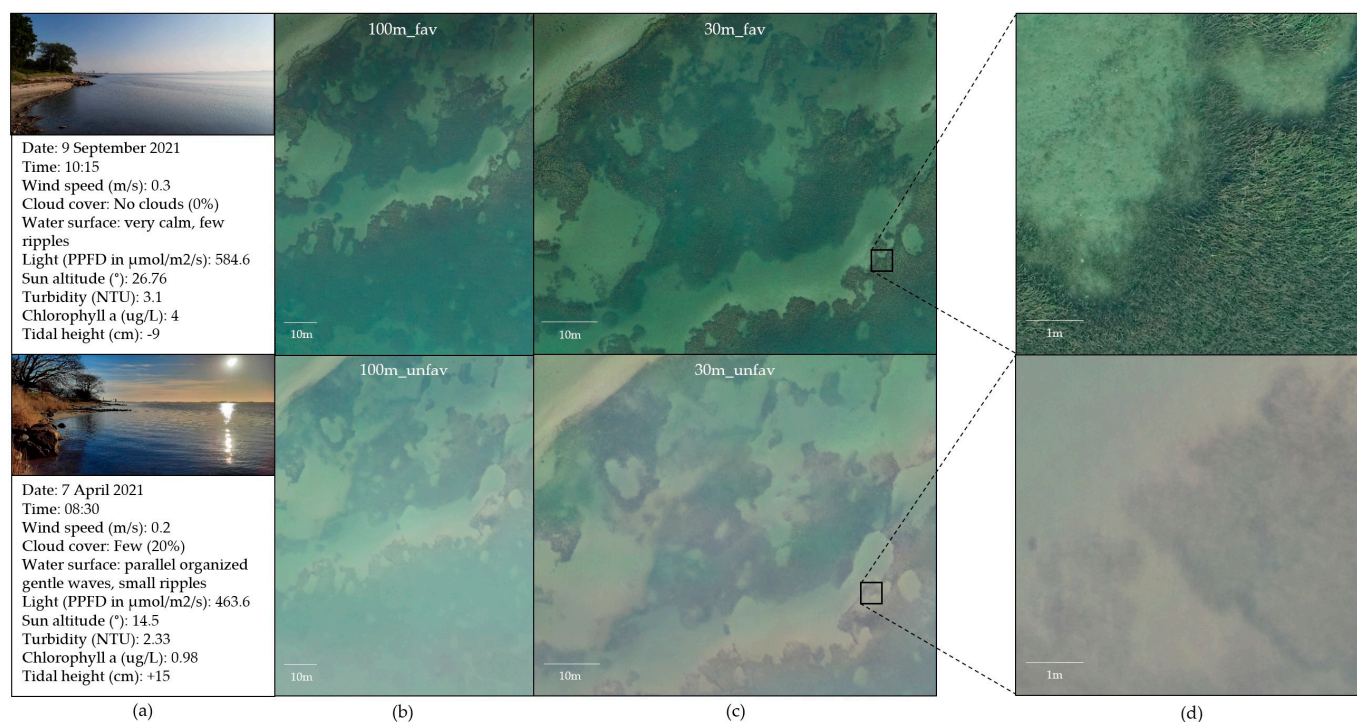 100m_fav
30m_fav
Date: 9 September 2021
Time: 10:15
Wind speed (m/s): 0.3
Cloud cover: No clouds (0%)
Water surface: very calm, few
ripples
Light (PPFD in µmol/m2/s): 584.6
Sun altitude (°): 26.76
Turbidity (NTU): 3.1
Chlorophyll a (ug/L): 4
Tidal height (cm): -9
10m
10m
1m
100m_unfav
30m_unfav
Date: 7 April 2021
Time: 08:30
Wind speed (m/s): 0.2
Cloud cover: Few (20%)
Water surface: parallel organized
gentle waves, small ripples
Light (PPFD in µmol/m2/s): 463.6
Sun altitude (°): 14.5
Turbidity (NTU): 2.33
Chlorophyll a (ug/L): 0.98
Tidal height (cm): +15
10m
10m
1m
(a)
(b)
(c)
(d)